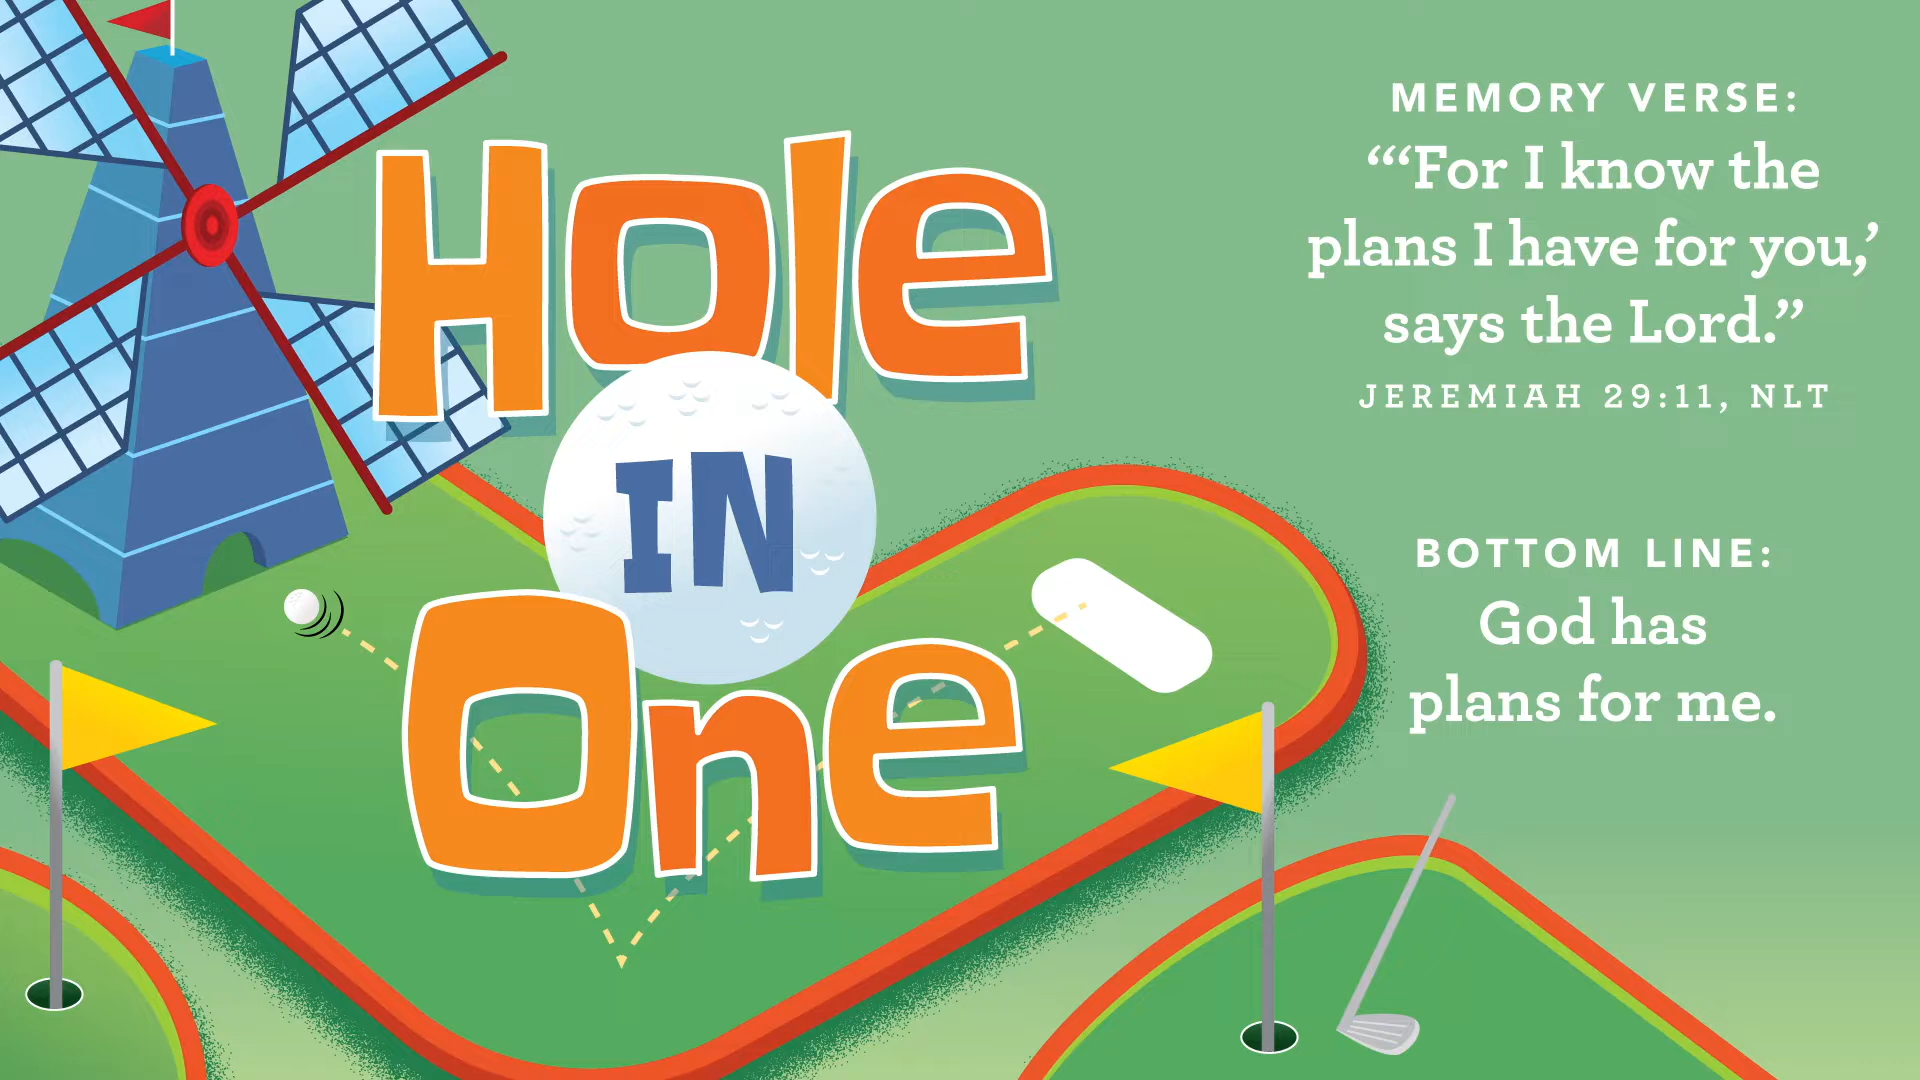 Hole
IN
One
MEMORY VERSE:
“‘For I know the
plans I have for you,’
says the Lord.”
JEREMIAH 29:11, NLT
BOTTOM LINE:
God has
plans for me.